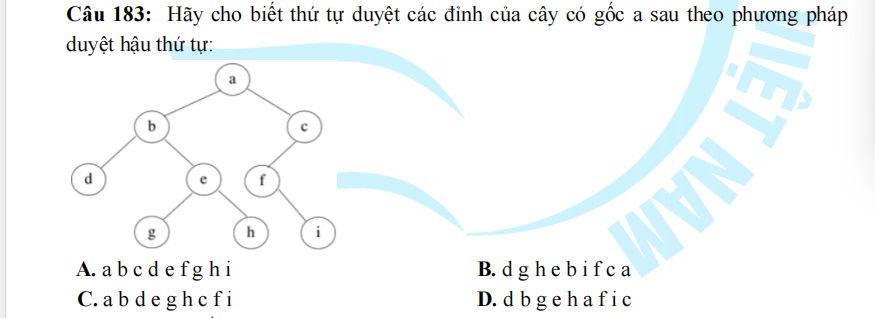 Câu 183: Hãy cho biết thứ tự duyệt các đỉnh của cây có gốc a sau theo phương pháp
duyệt hậu thứ tự:
a
b
c
d
e
f
g
h
i
A. a b c d e f g h i
B. d g h e b i f c a
C. a b d e g h c f i
D. d b g e h a f i c
VIỆT NAM